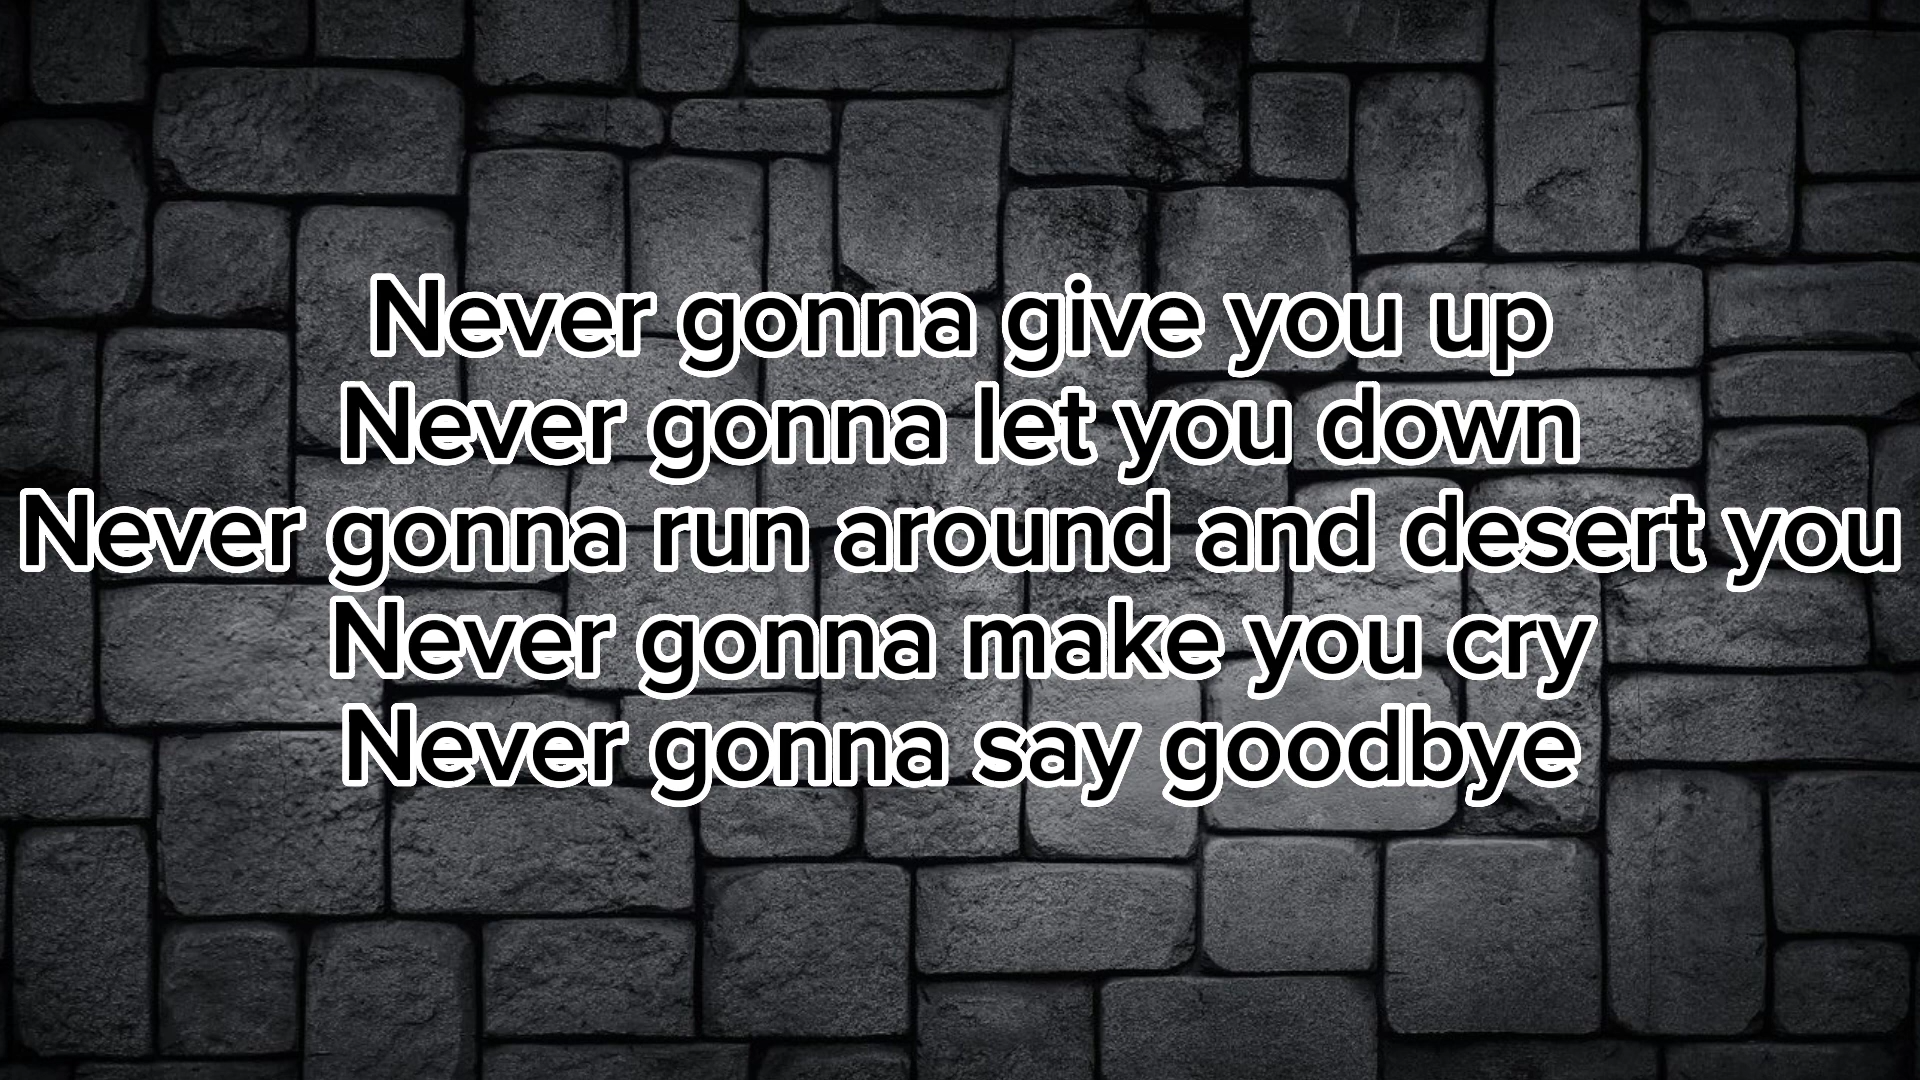 Never gonna give you up
Never gonna let you down
Never gonna run around and desert you
Never gonna make you cry
Never gonna say goodbye